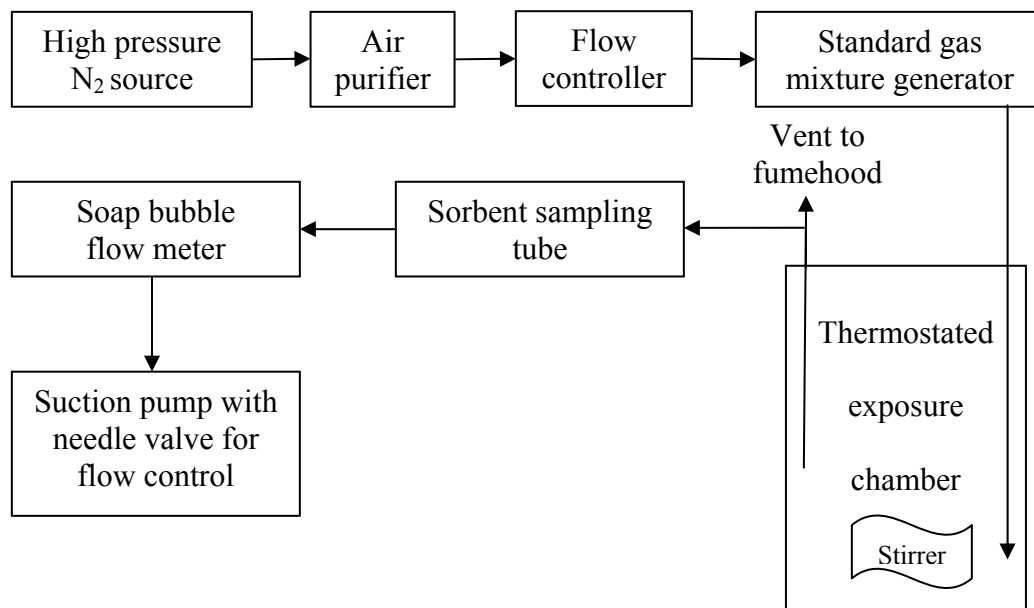 High pressure
N₂ source
Air
purifier
Flow
controller
Standard gas
mixture generator
Vent to
fumehood
Soap bubble
flow meter
Sorbent sampling
tube
Thermostated
exposure
chamber
Stirrer
Suction pump with
needle valve for
flow control